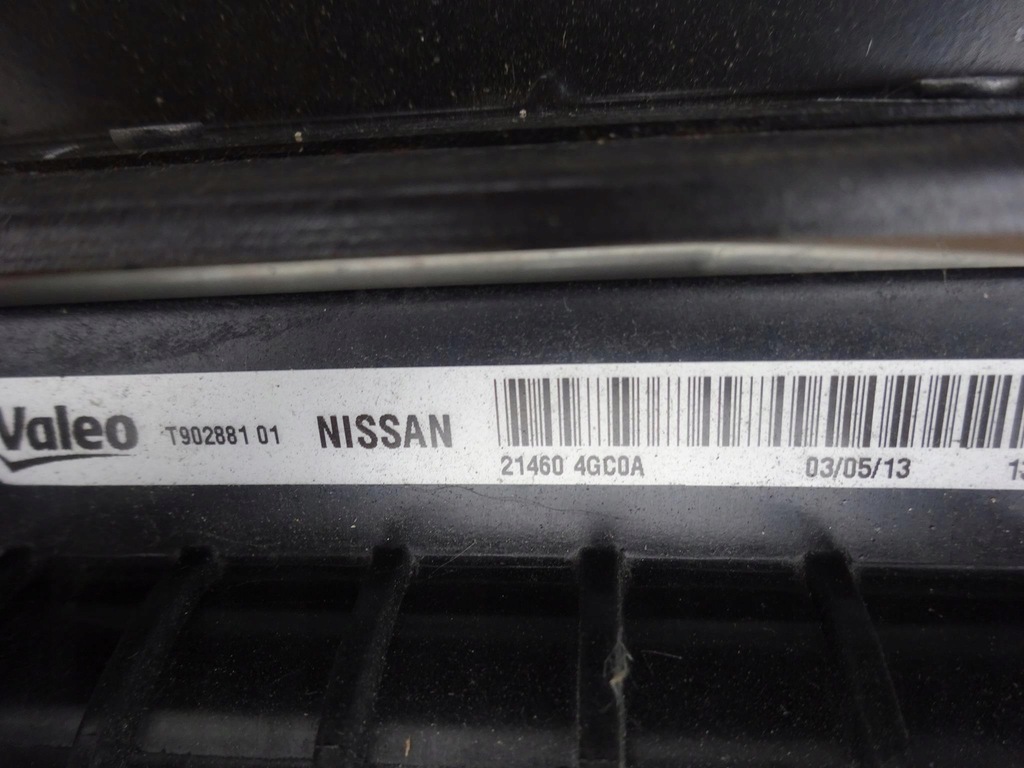 Valeo T902881 01 NISSAN
21460 4GC0A 03/05/13